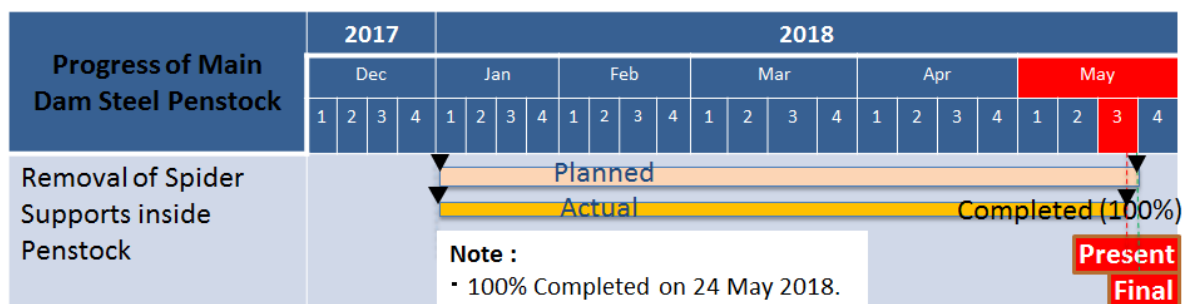 Progress of Main
Dam Steel Penstock
2017 2018
Dec Jan Feb Mar Apr May
1 2 3 4 1 2 3 4 1 2 3 4 1 2 3 4 1 2 3 4 1 2 3 4
Removal of Spider
Supports inside
Penstock
Planned
Actual
Completed (100%)
Note :
▪ 100% Completed on 24 May 2018.
Present
Final